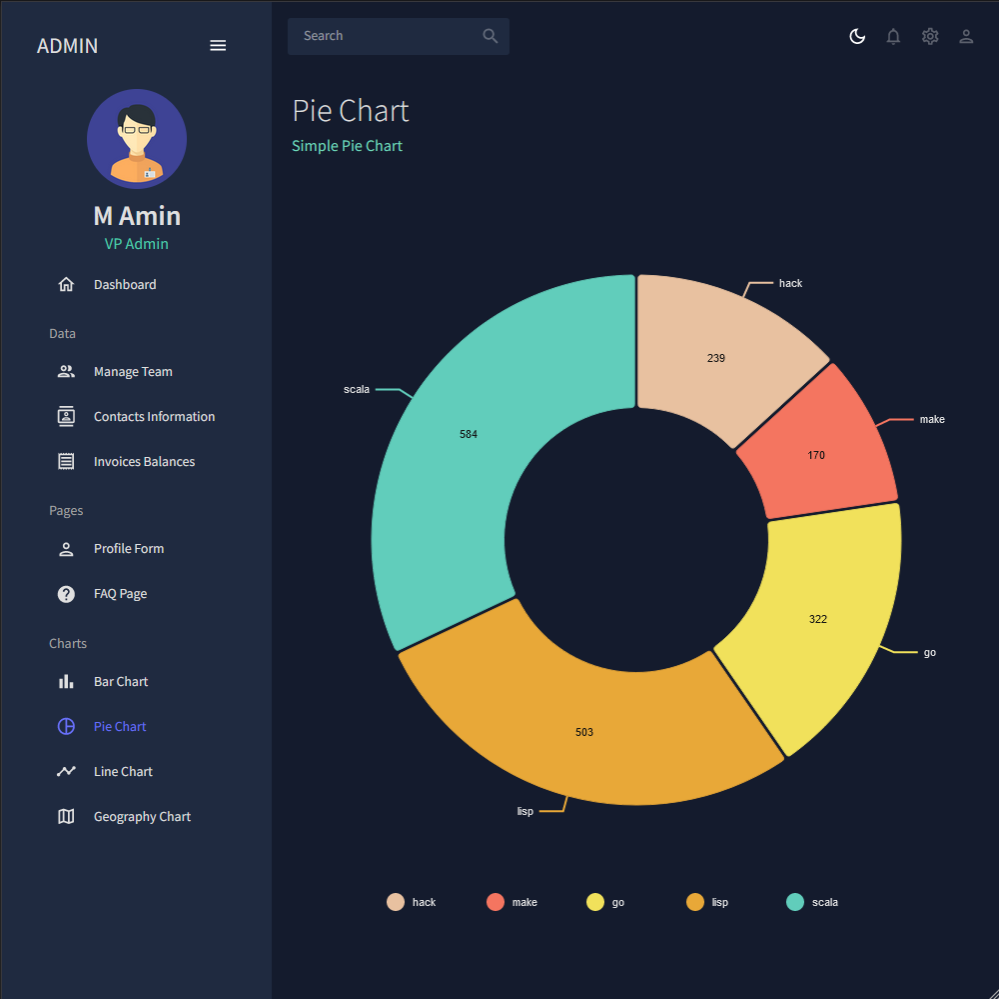 ADMIN
Search
M Amin
VP Admin
Dashboard
Data
Manage Team
Contacts Information
Invoices Balances
Pages
Profile Form
FAQ Page
Charts
Bar Chart
Pie Chart
Line Chart
Geography Chart
Pie Chart
Simple Pie Chart
hack
239
scala
make
584
170
322
go
503
lisp
hack make go lisp scala